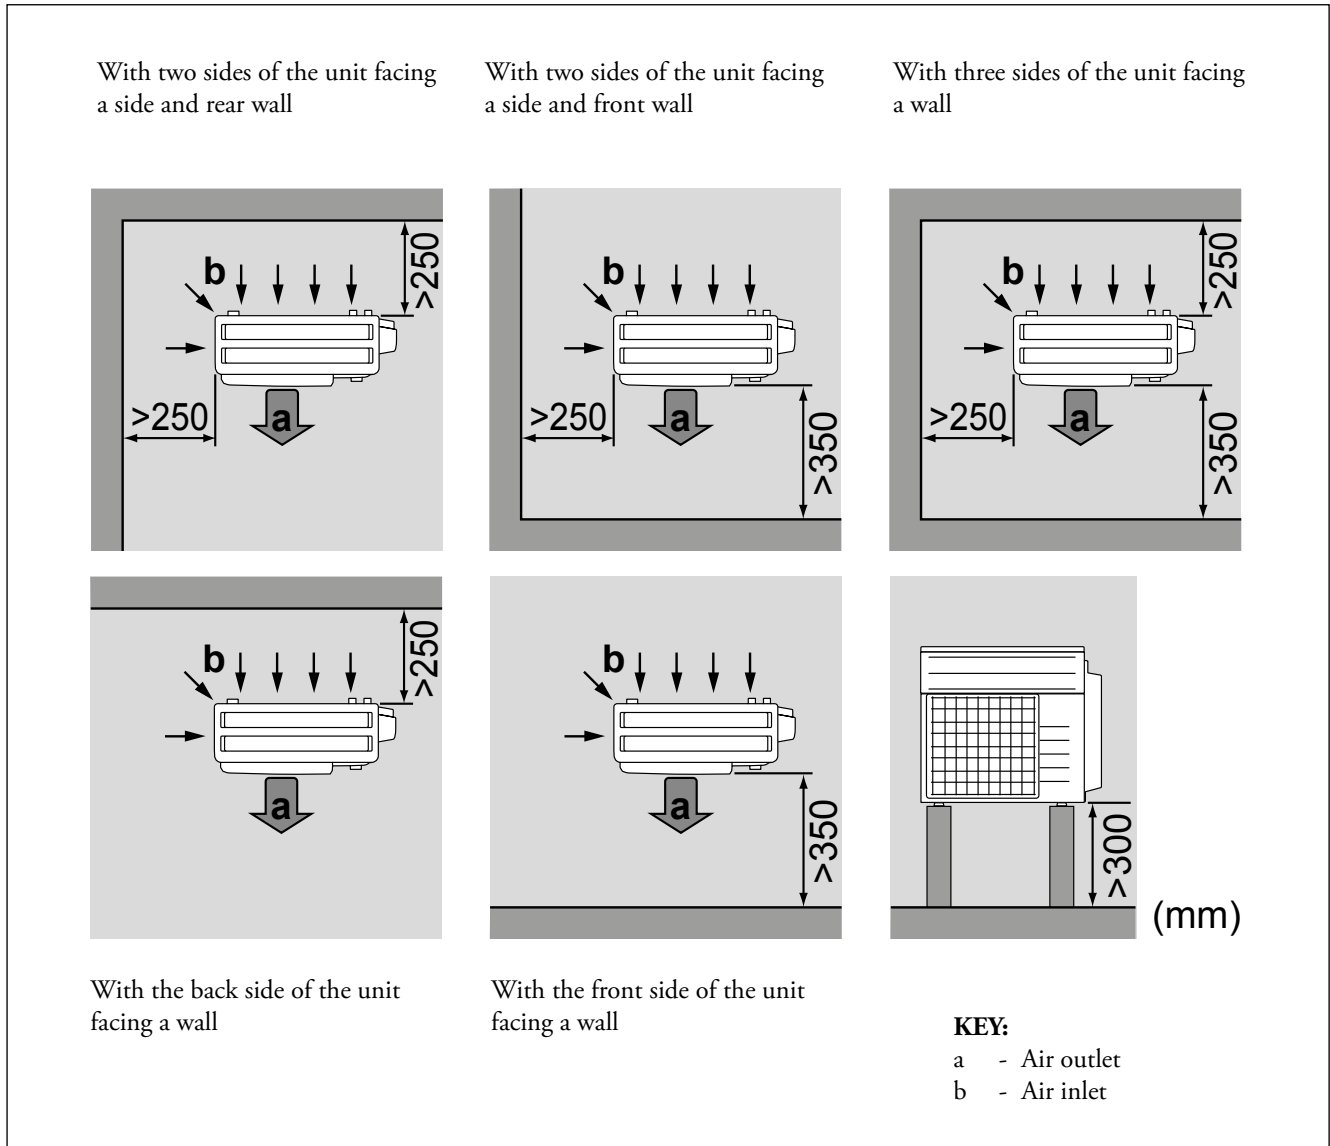 With two sides of the unit facing
a side and rear wall
With two sides of the unit facing
a side and front wall
With three sides of the unit facing
a wall
b
>250
>250
a
b
>250
a
>350
b
>250
>250
a
>350
b
>250
a
b
a
>350
>300
(mm)
With the back side of the unit
facing a wall
With the front side of the unit
facing a wall
KEY:
a - Air outlet
b - Air inlet